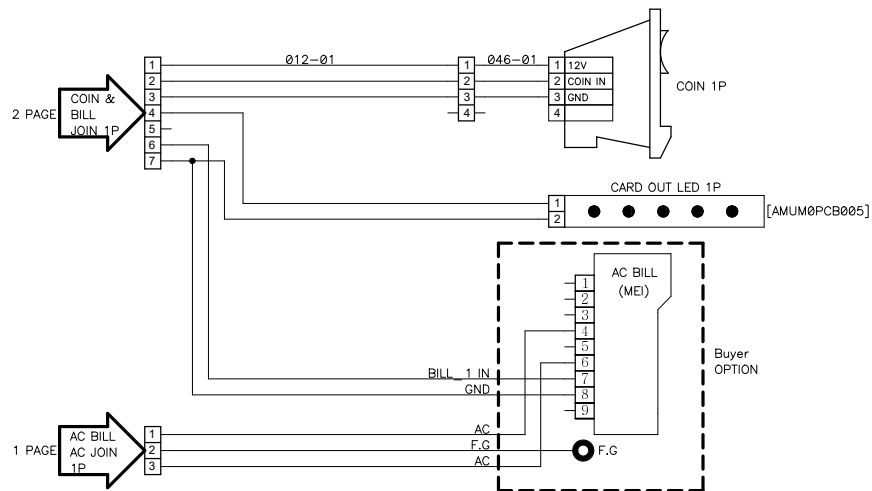 012-01
046-01
1
2
3
4
5
6
7
1
2
3
4
1 12V
2 COIN IN
3 GND
4
COIN 1P
2 PAGE
COIN &
BILL
JOIN 1P
CARD OUT LED 1P
1
2
[AMUM0PCB005]
AC BILL
(MEI)
1
2
3
4
5
6
7
8
9
Buyer
OPTION
BILL_ 1 IN
GND
AC
F.G
AC
F.G
1 PAGE
AC BILL
AC JOIN
1P
1
2
3